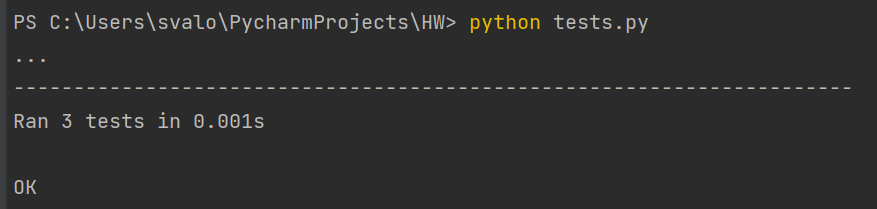 PS C:\Users\svalo\PycharmProjects\HW> python tests.py
...
----------------------------------------------------------------------
Ran 3 tests in 0.001s
OK